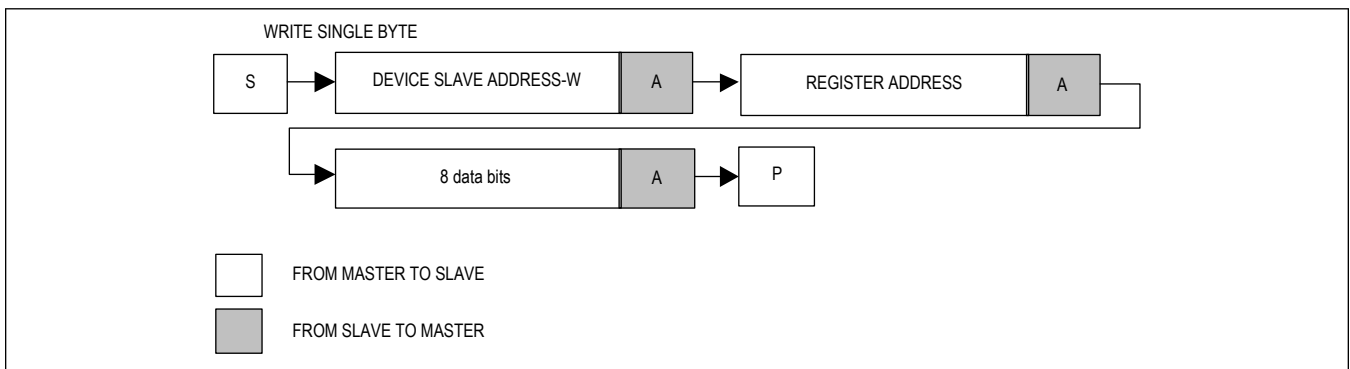 WRITE SINGLE BYTE
S DEVICE SLAVE ADDRESS-W A REGISTER ADDRESS A
8 data bits A P
FROM MASTER TO SLAVE
FROM SLAVE TO MASTER